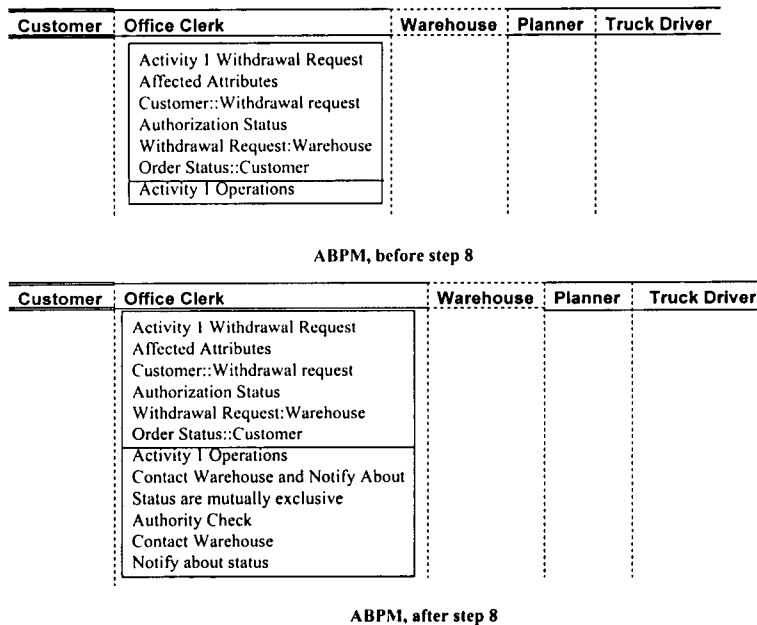 Customer Office Clerk Warehouse Planner Truck Driver
Activity 1 Withdrawal Request
Affected Attributes
Customer::Withdrawal request
Authorization Status
Withdrawal Request:Warehouse
Order Status::Customer
Activity 1 Operations
ABPM, before step 8
Customer Office Clerk Warehouse Planner Truck Driver
Activity 1 Withdrawal Request
Affected Attributes
Customer::Withdrawal request
Authorization Status
Withdrawal Request:Warehouse
Order Status::Customer
Activity 1 Operations
Contact Warehouse and Notify About
Status are mutually exclusive
Authority Check
Contact Warehouse
Notify about status
ABPM, after step 8